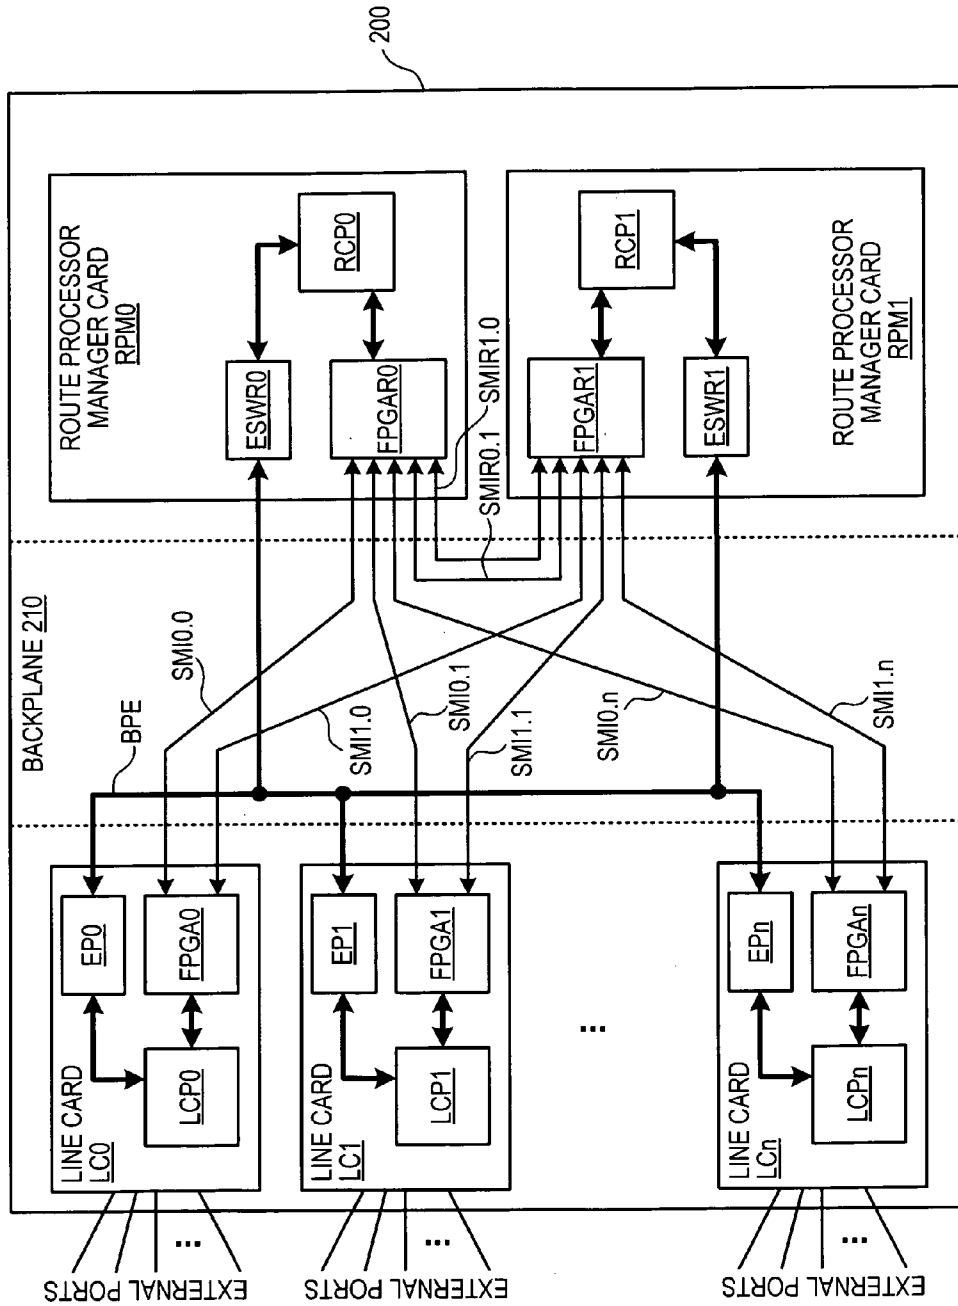 200
BACKPLANE 210
ROUTE PROCESSOR
MANAGER CARD
RPM0
RCP0
ESWR0
FPGAR0
SMIR1.0
SMIR0.1
ROUTE PROCESSOR
MANAGER CARD
RPM1
RCP1
FPGAR1
ESWR1
BPE
SMI0.0
SMI1.0
SMI0.1
SMI1.1
SMI0.n
SMI1.n
LINE CARD
LC0
EP0
FPGA0
LCP0
EXTERNAL PORTS
...
LINE CARD
LC1
EP1
FPGA1
LCP1
EXTERNAL PORTS
...
...
LINE CARD
LCn
EPn
FPGAn
LCPn
EXTERNAL PORTS
...